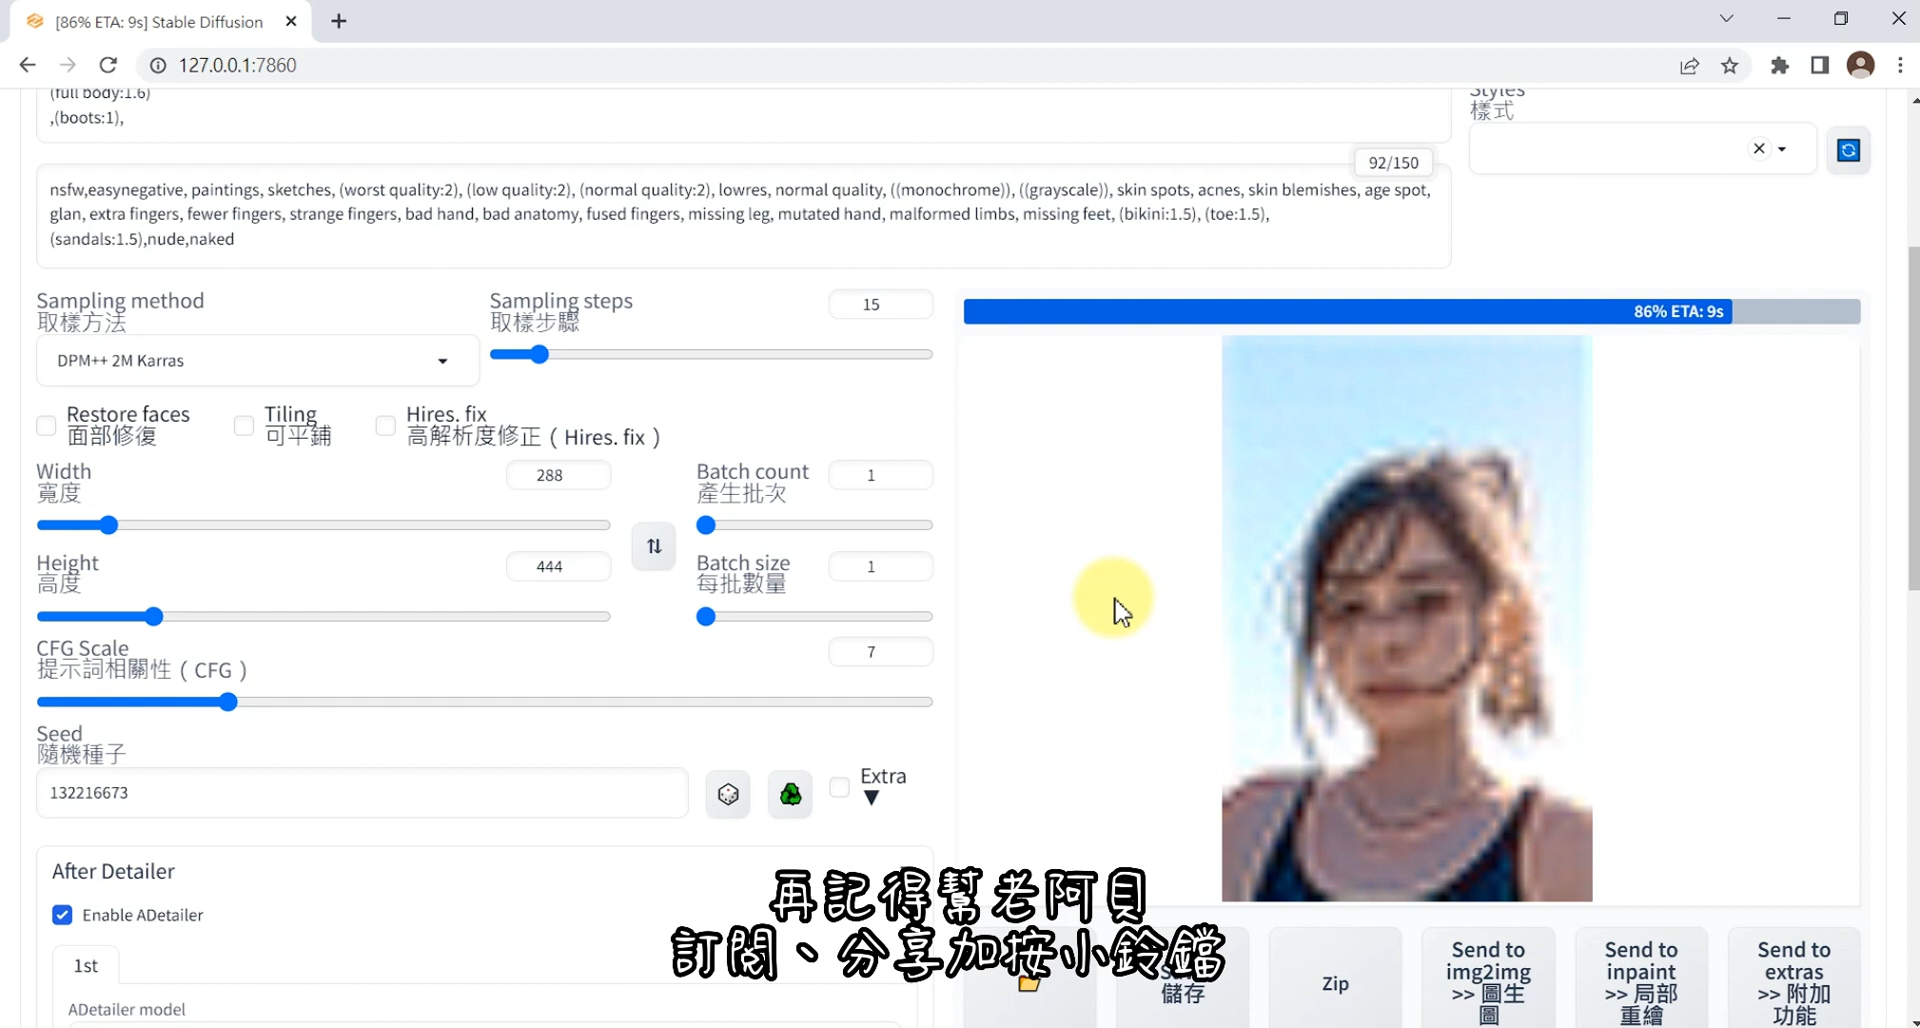 [86% ETA: 9s] Stable Diffusion
127.0.0.1:7860
(full body:1.6)
,(boots:1),
Styles
樣式
92/150
nsfw,easynegative, paintings, sketches, (worst quality:2), (low quality:2), (normal quality:2), lowres, normal quality, ((monochrome)), ((grayscale)), skin spots, acnes, skin blemishes, age spot,
glan, extra fingers, fewer fingers, strange fingers, bad hand, bad anatomy, fused fingers, missing leg, mutated hand, malformed limbs, missing feet, (bikini:1.5), (toe:1.5),
(sandals:1.5),nude,naked
Sampling method
取樣方法
DPM++ 2M Karras
Sampling steps
取樣步驟
15
86% ETA: 9s
Restore faces
面部修復
Tiling
可平鋪
Hires. fix
高解析度修正 ( Hires. fix )
Width
寬度
288
Batch count
產生批次
1
Height
高度
444
Batch size
每批數量
1
CFG Scale
提示詞相關性 ( CFG )
7
Seed
隨機種子
132216673
Extra
After Detailer
Enable ADetailer
1st
ADetailer model
再記得幫老阿貝
訂閱、分享加按小鈴鐺
儲存
Zip
Send to
img2img
>> 圖生
圖
Send to
inpaint
>> 局部
重繪
Send to
extras
>> 附加
功能